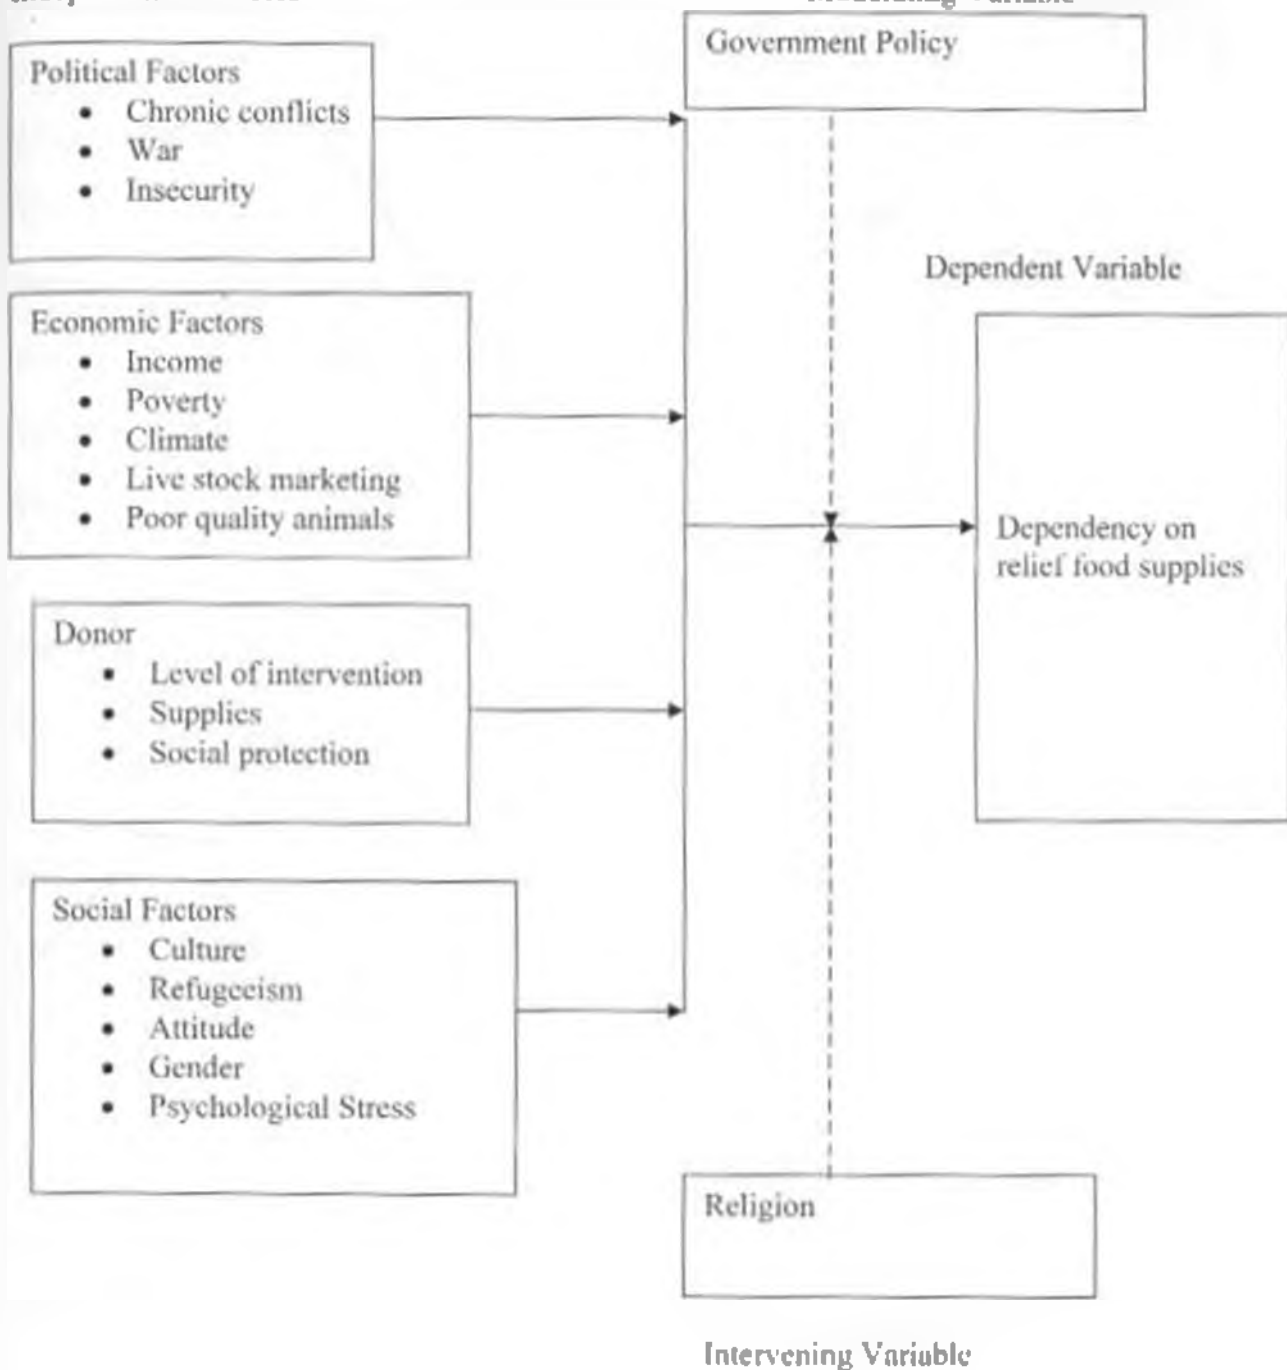 Government Policy
Political Factors
• Chronic conflicts
• War
• Insecurity
Dependent Variable
Economic Factors
• Income
• Poverty
• Climate
• Live stock marketing
• Poor quality animals
Dependency on
relief food supplies
Donor
• Level of intervention
• Supplies
• Social protection
Social Factors
• Culture
• Refugeeism
• Attitude
• Gender
• Psychological Stress
Religion
Intervening Variable